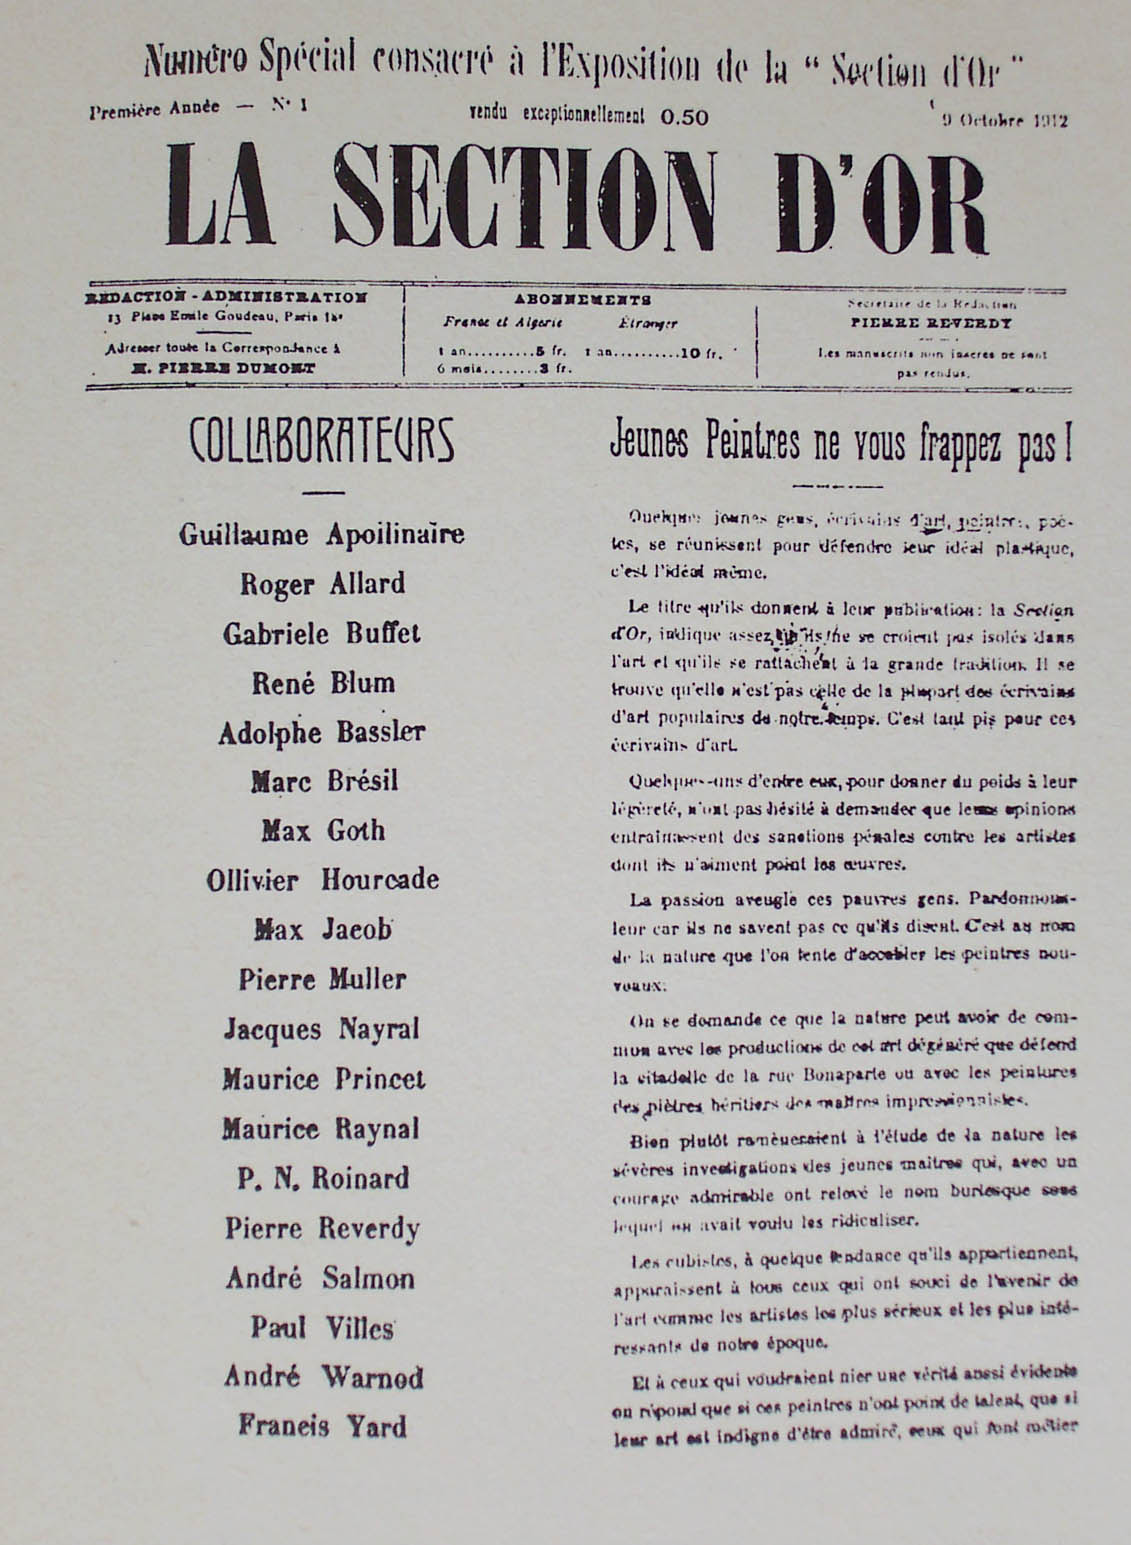 Numéro Spécial consacré à l'Exposition de la “ Section d'Or ”
Première Année — N° 1
vendu exceptionnellement 0.50
9 Octobre 1912
LA SECTION D'OR
RÉDACTION - ADMINISTRATION
13 Place Emile Goudeau, Paris 18e
Adresser toute la Correspondance à
M. PIERRE DUMONT
ABONNEMENTS
France et Algerie Étranger
1 an..........5 fr. 1 an..........10 fr.
6 mois........3 fr.
Secrétaire de la Rédaction
PIERRE REVERDY
Les manuscrits non inseres ne sont
pas rendus.
COLLABORATEURS
Guillaume Apollinaire
Roger Allard
Gabriele Buffet
René Blum
Adolphe Bassler
Marc Brésil
Max Goth
Ollivier Hourcade
Max Jacob
Pierre Muller
Jacques Nayral
Maurice Princet
Maurice Raynal
P. N. Roinard
Pierre Reverdy
André Salmon
Paul Villes
André Warnod
Francis Yard
Jeunes Peintres ne vous frappez pas !
Quelques jeunes gens, écrivains d'art, peintres, poè-
tes, se réunissent pour défendre leur idéal plastique,
c'est l'idéal même.
Le titre qu'ils donnent à leur publication : la Section
d'Or, indique assez qu'ils ne se croient pas isolés dans
l'art et qu'ils se rattachent à la grande tradition. Il se
trouve qu'elle n'est pas celle de la plupart des écrivains
d'art populaires de notre temps. C'est tant pis pour ces
écrivains d'art.
Quelques-uns d'entre eux, pour donner du poids à leur
légèreté, n'ont pas hésité à demander que leurs opinions
entrainassent des sanctions pénales contre les artistes
dont ils n'aiment point les œuvres.
La passion aveugle ces pauvres gens. Pardonnons-
leur car ils ne savent pas ce qu'ils disent. C'est au nom
de la nature que l'on tente d'accabler les peintres nou-
veaux.
On se demande ce que la nature peut avoir de com-
mun avec les productions de cet art dégénéré que défend
la citadelle de la rue Bonaparte ou avec les peintures
des piètres héritiers des maîtres impressionnistes.
Bien plutôt ramèneraient à l'étude de la nature les
sévères investigations des jeunes maîtres qui, avec un
courage admirable ont relevé le nom burlesque sous
lequel on avait voulu les ridiculiser.
Les cubistes, à quelque tendance qu'ils appartiennent,
apparaissent à tous ceux qui ont souci de l'avenir de
l'art comme les artistes les plus sérieux et les plus inté-
ressants de notre époque.
Et à ceux qui voudraient nier une vérité aussi évidente
on répond que si ces peintres n'ont point de talent, que si
leur art est indigne d'être admiré, ceux qui font métier